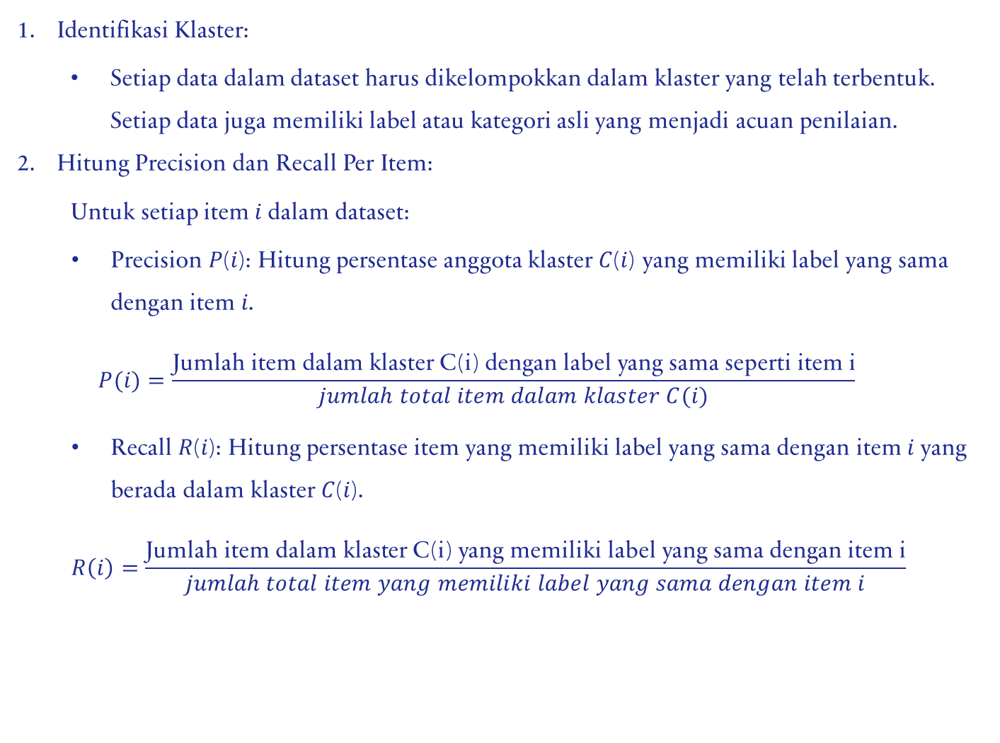 1. Identifikasi Klaster:
• Setiap data dalam dataset harus dikelompokkan dalam klaster yang telah terbentuk.
Setiap data juga memiliki label atau kategori asli yang menjadi acuan penilaian.
2. Hitung Precision dan Recall Per Item:
Untuk setiap item i dalam dataset:
• Precision P(i): Hitung persentase anggota klaster C(i) yang memiliki label yang sama
dengan item i.
P(i) = Jumlah item dalam klaster C(i) dengan label yang sama seperti item i
jumlah total item dalam klaster C(i)
• Recall R(i): Hitung persentase item yang memiliki label yang sama dengan item i yang
berada dalam klaster C(i).
R(i) = Jumlah item dalam klaster C(i) yang memiliki label yang sama dengan item i
jumlah total item yang memiliki label yang sama dengan item i